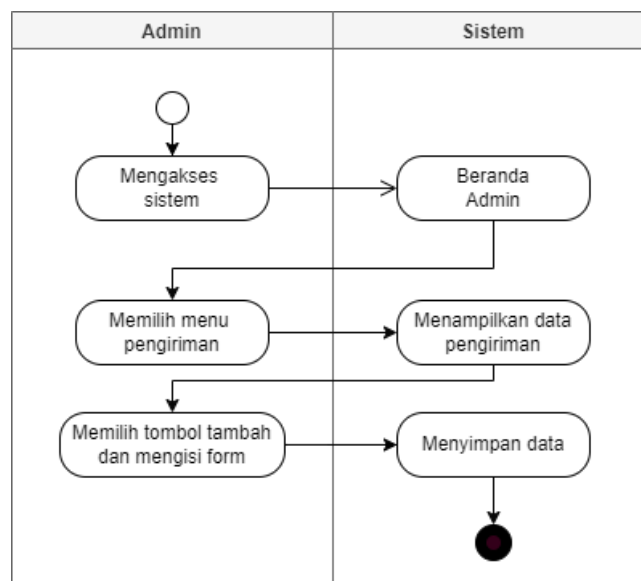 Admin
Sistem
Mengakses
sistem
Beranda
Admin
Memilih menu
pengiriman
Menampilkan data
pengiriman
Memilih tombol tambah
dan mengisi form
Menyimpan data